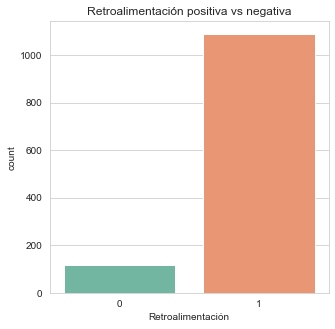 Retroalimentación positiva vs negativa
1000
800
600
400
200
0
count
0 1
Retroalimentación